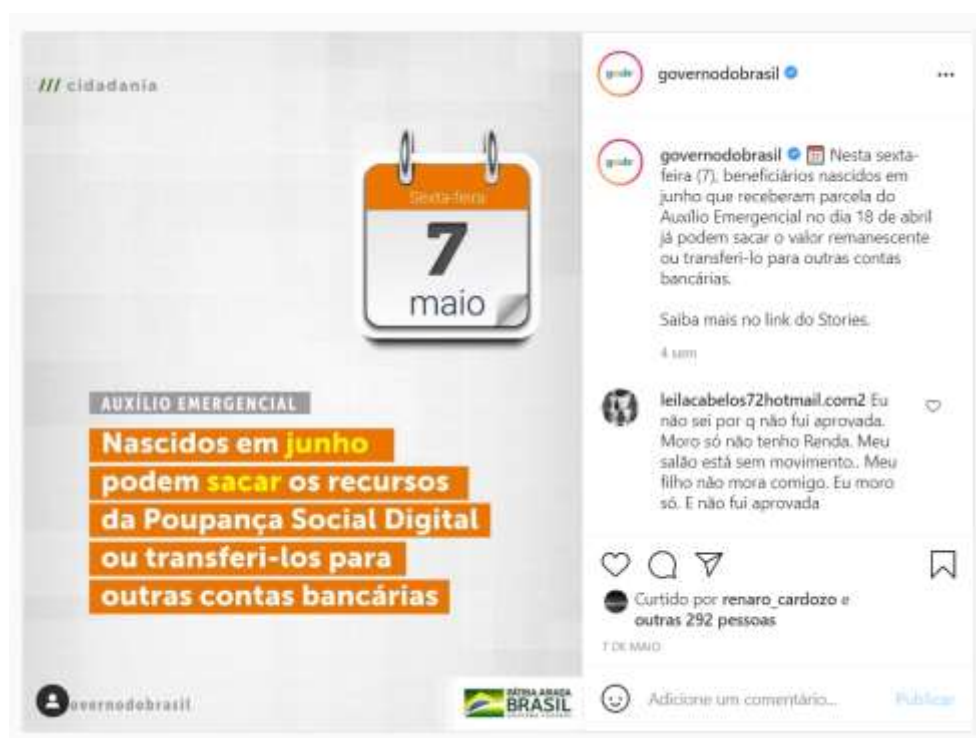 /// cidadania
Sexta-feira
7
maio
AUXÍLIO EMERGENCIAL
Nascidos em junho
podem sacar os recursos
da Poupança Social Digital
ou transferi-los para
outras contas bancárias
overnodobrasil
PÁTRIA AMADA
BRASIL
governodobrasil
governodobrasil Nesta sexta-
feira (7), beneficiários nascidos em
junho que receberam parcela do
Auxílio Emergencial no dia 18 de abril
já podem sacar o valor remanescente
ou transferi-lo para outras contas
bancárias.
Saiba mais no link do Stories.
4 sem
leilacabelos72hotmail.com2 Eu
não sei por q não fui aprovada.
Moro só não tenho Renda. Meu
salão está sem movimento.. Meu
filho não mora comigo. Eu moro
só. E não fui aprovada
Curtido por renaro_cardozo e
outras 292 pessoas
7 DE MAIO
Adicione um comentário...
Publicar